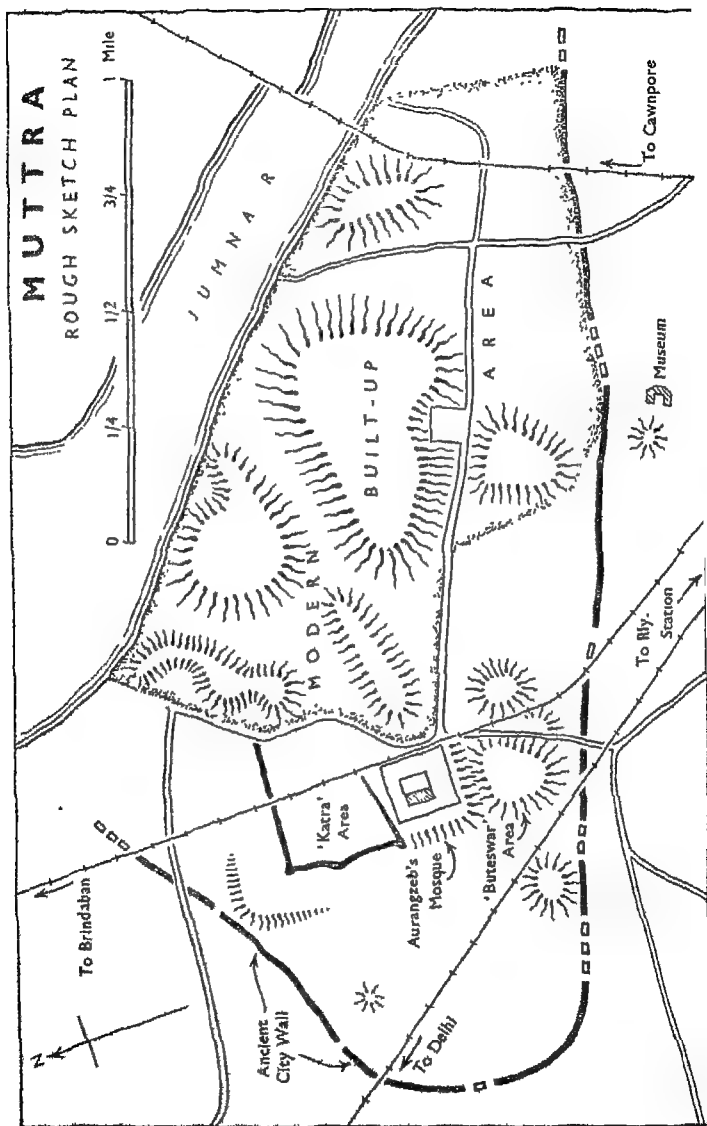 MUTTRA
ROUGH SKETCH PLAN
0 1/4 1/2 3/4 1 Mile
JUMNA R
N
To Brindaban
Ancient
City Wall
'Katra'
Area
Aurangzeb's
Mosque
'Buteswar'
Area
To Delhi
MODERN
BUILT-UP
AREA
To Rly-
Station
Museum
To Cawnpore